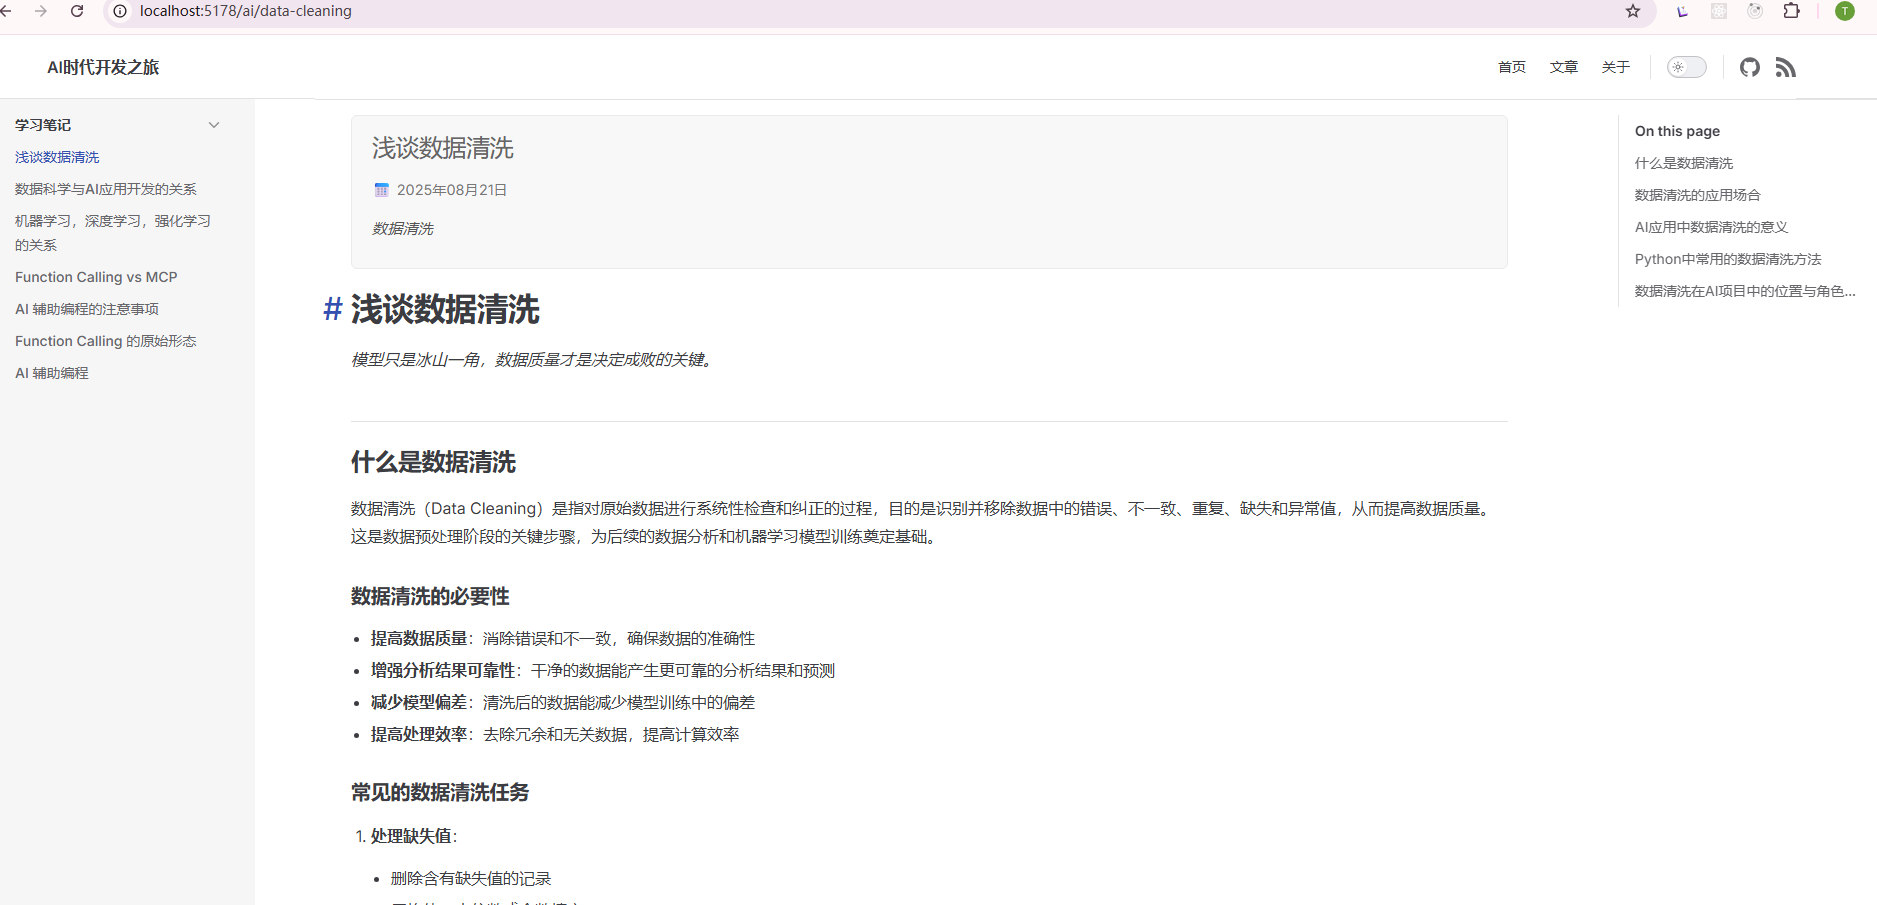 localhost:5178/ai/data-cleaning
T
AI时代开发之旅
首页
文章
关于
学习笔记
浅谈数据清洗
数据科学与AI应用开发的关系
机器学习，深度学习，强化学习
的关系
Function Calling vs MCP
AI 辅助编程的注意事项
Function Calling 的原始形态
AI 辅助编程
浅谈数据清洗
2025年08月21日
数据清洗
# 浅谈数据清洗
模型只是冰山一角，数据质量才是决定成败的关键。
什么是数据清洗
数据清洗（Data Cleaning）是指对原始数据进行系统性检查和纠正的过程，目的是识别并移除数据中的错误、不一致、重复、缺失和异常值，从而提高数据质量。
这是数据预处理阶段的关键步骤，为后续的数据分析和机器学习模型训练奠定基础。
数据清洗的必要性
• 提高数据质量：消除错误和不一致，确保数据的准确性
• 增强分析结果可靠性：干净的数据能产生更可靠的分析结果和预测
• 减少模型偏差：清洗后的数据能减少模型训练中的偏差
• 提高处理效率：去除冗余和无关数据，提高计算效率
常见的数据清洗任务
1. 处理缺失值：
• 删除含有缺失值的记录
On this page
什么是数据清洗
数据清洗的应用场合
AI应用中数据清洗的意义
Python中常用的数据清洗方法
数据清洗在AI项目中的位置与角色...